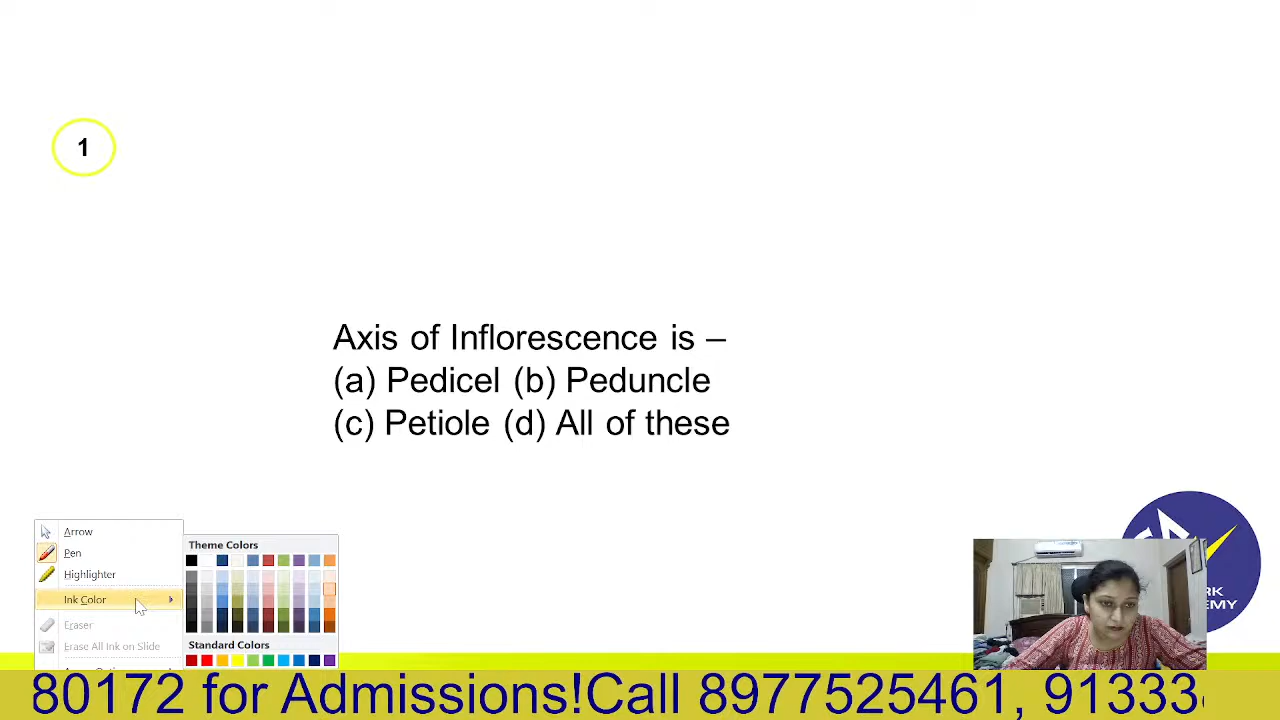 1
Axis of Inflorescence is –
(a) Pedicel (b) Peduncle
(c) Petiole (d) All of these
Arrow
Pen
Highlighter
Ink Color
Eraser
Erase All Ink on Slide
Theme Colors
Standard Colors
80172 for Admissions!Call 8977525461, 91333